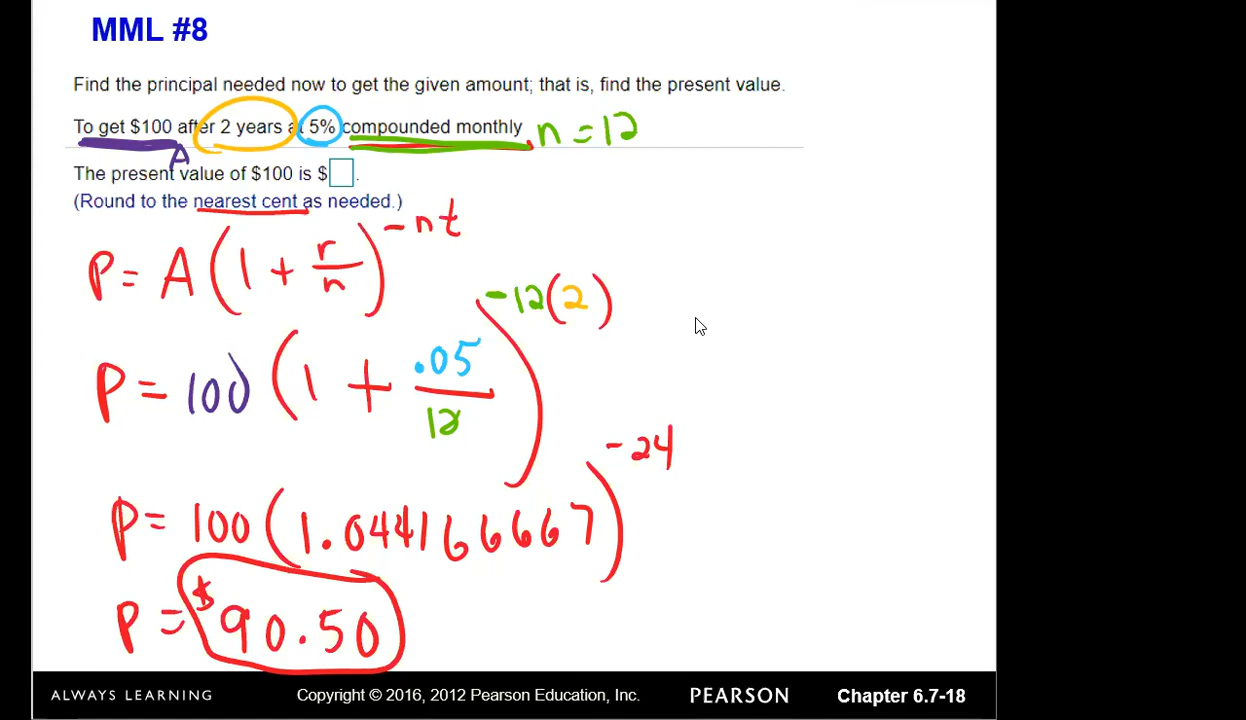 MML #8
Find the principal needed now to get the given amount; that is, find the present value.
To get $100 after 2 years at 5% compounded monthly n = 12
A
The present value of $100 is $ .
(Round to the nearest cent as needed.)
P = A ( 1 + r/n )^-nt
P = 100 ( 1 + .05/12 )^-12(2)
P = 100 ( 1.044166667 )^-24
P = $90.50
ALWAYS LEARNING Copyright © 2016, 2012 Pearson Education, Inc. PEARSON Chapter 6.7-18